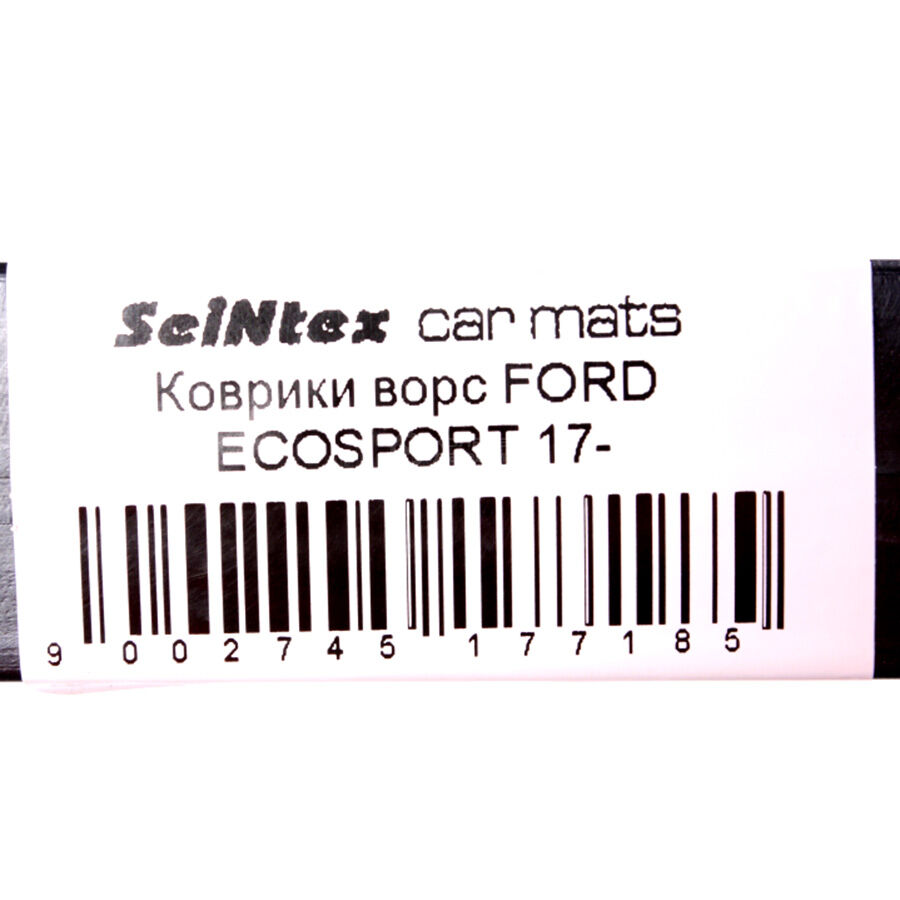 SeiNtex car mats
Коврики ворс FORD
ECOSPORT 17-
9 002745 177185